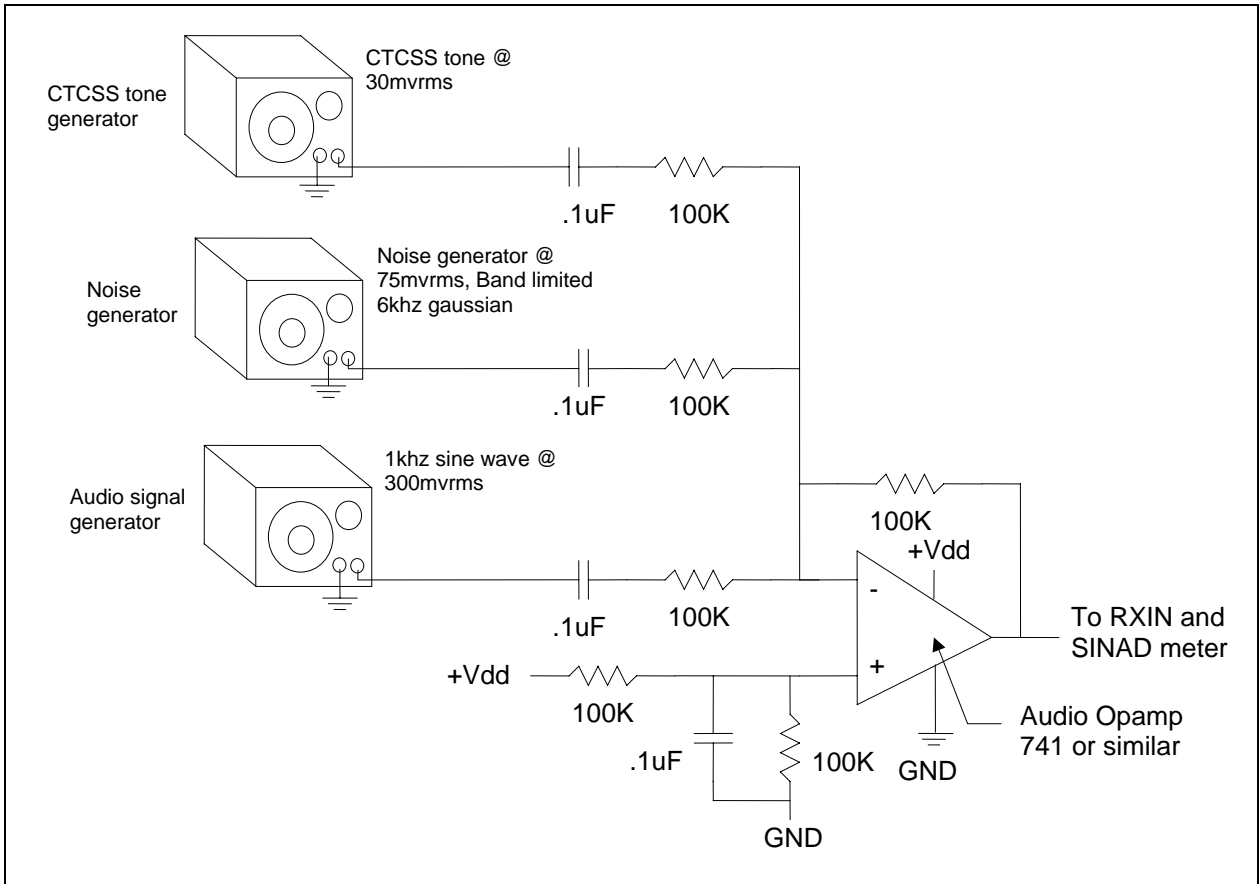 CTCSS tone @
30mvrms
CTCSS tone
generator
.1uF
100K
Noise generator @
75mvrms, Band limited
6khz gaussian
Noise
generator
.1uF
100K
1khz sine wave @
300mvrms
Audio signal
generator
100K
+Vdd
.1uF
100K
-
To RXIN and
SINAD meter
+Vdd
+
100K
Audio Opamp
741 or similar
.1uF
100K
GND
GND